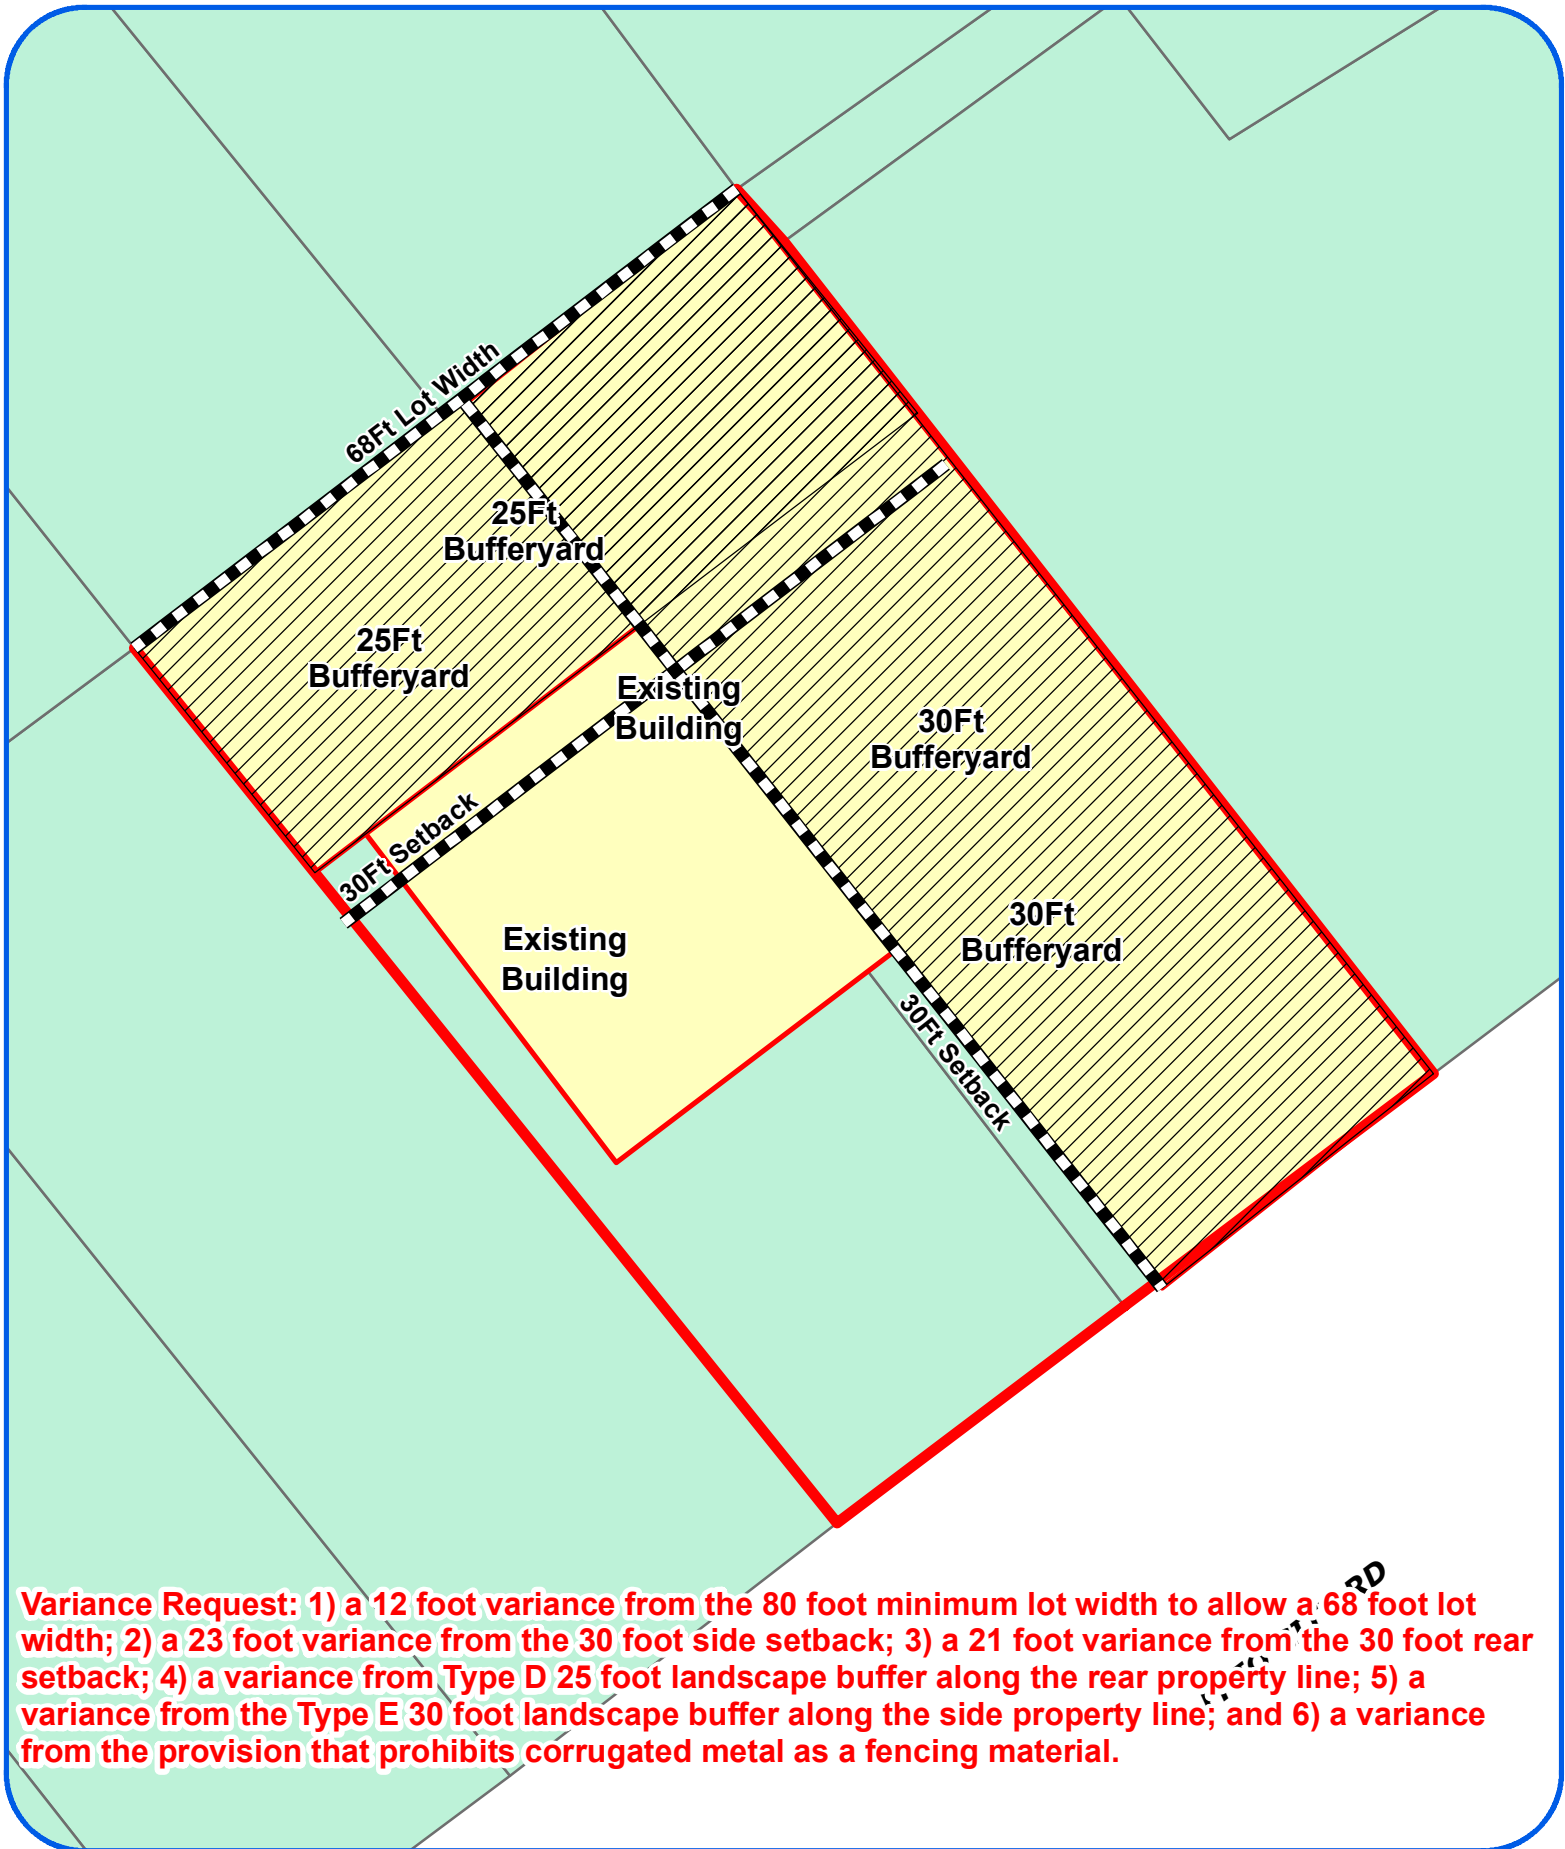 68Ft Lot Width
25Ft
Bufferyard
25Ft
Bufferyard
Existing
Building
30Ft
Bufferyard
30Ft Setback
30Ft
Bufferyard
Existing
Building
30Ft Setback
RD
Variance Request: 1) a 12 foot variance from the 80 foot minimum lot width to allow a 68 foot lot
width; 2) a 23 foot variance from the 30 foot side setback; 3) a 21 foot variance from the 30 foot rear
setback; 4) a variance from Type D 25 foot landscape buffer along the rear property line; 5) a
variance from the Type E 30 foot landscape buffer along the side property line; and 6) a variance
from the provision that prohibits corrugated metal as a fencing material.